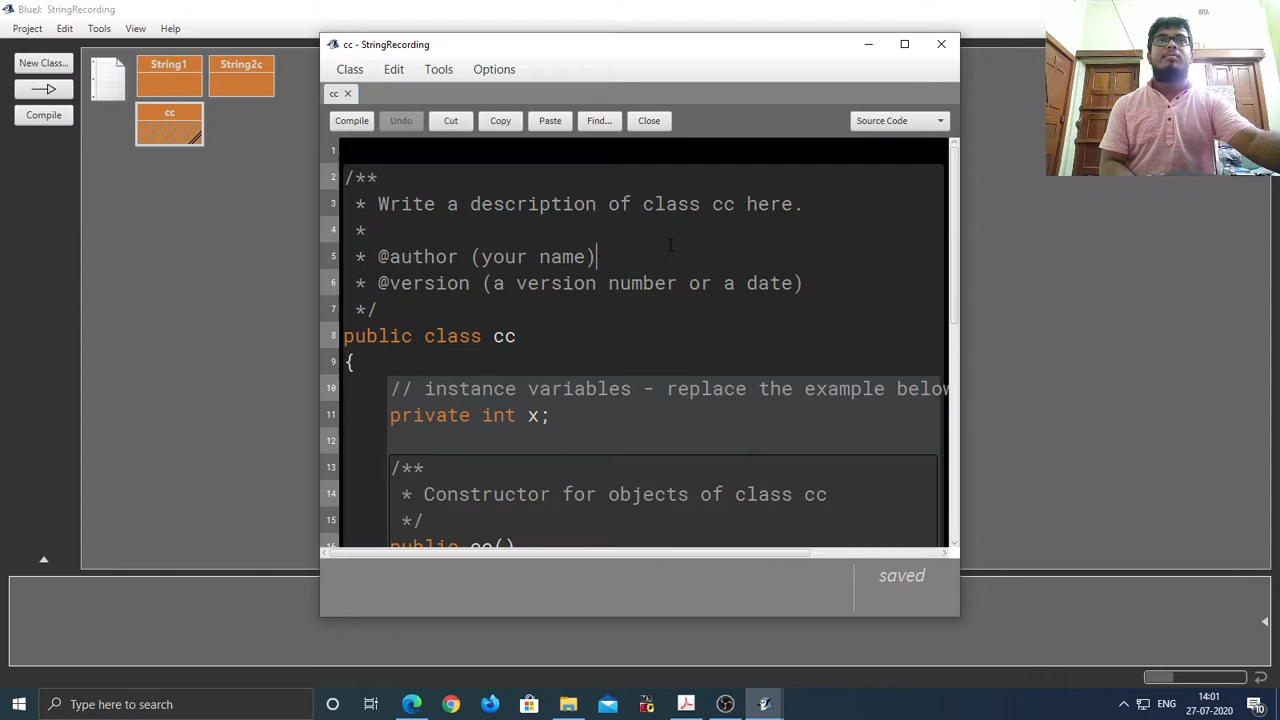 BlueJ: StringRecording
Project Edit Tools View Help
New Class...
Compile
String1
String2c
cc
cc - StringRecording
Class Edit Tools Options
cc
Compile Undo Cut Copy Paste Find... Close Source Code
1
2 /**
3 * Write a description of class cc here.
4 *
5 * @author (your name)
6 * @version (a version number or a date)
7 */
8 public class cc
9 {
10 // instance variables - replace the example below
11 private int x;
12
13 /**
14 * Constructor for objects of class cc
15 */
16 public cc()
saved
Type here to search
ENG
14:01
27-07-2020
10